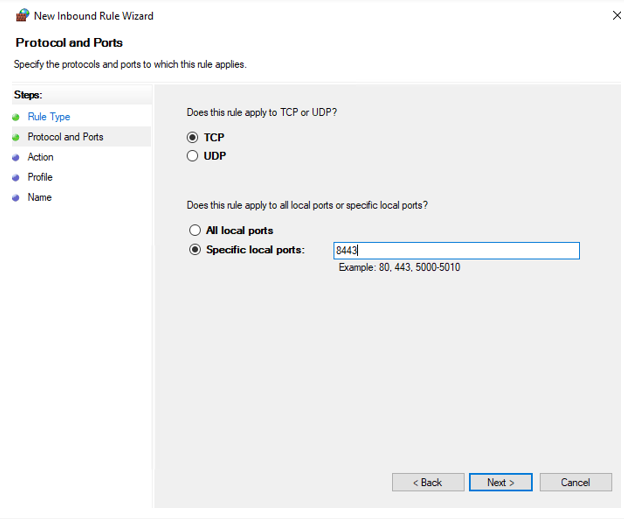 New Inbound Rule Wizard
Protocol and Ports
Specify the protocols and ports to which this rule applies.
Steps:
Rule Type
Protocol and Ports
Action
Profile
Name
Does this rule apply to TCP or UDP?
TCP
UDP
Does this rule apply to all local ports or specific local ports?
All local ports
Specific local ports:
8443
Example: 80, 443, 5000-5010
< Back
Next >
Cancel